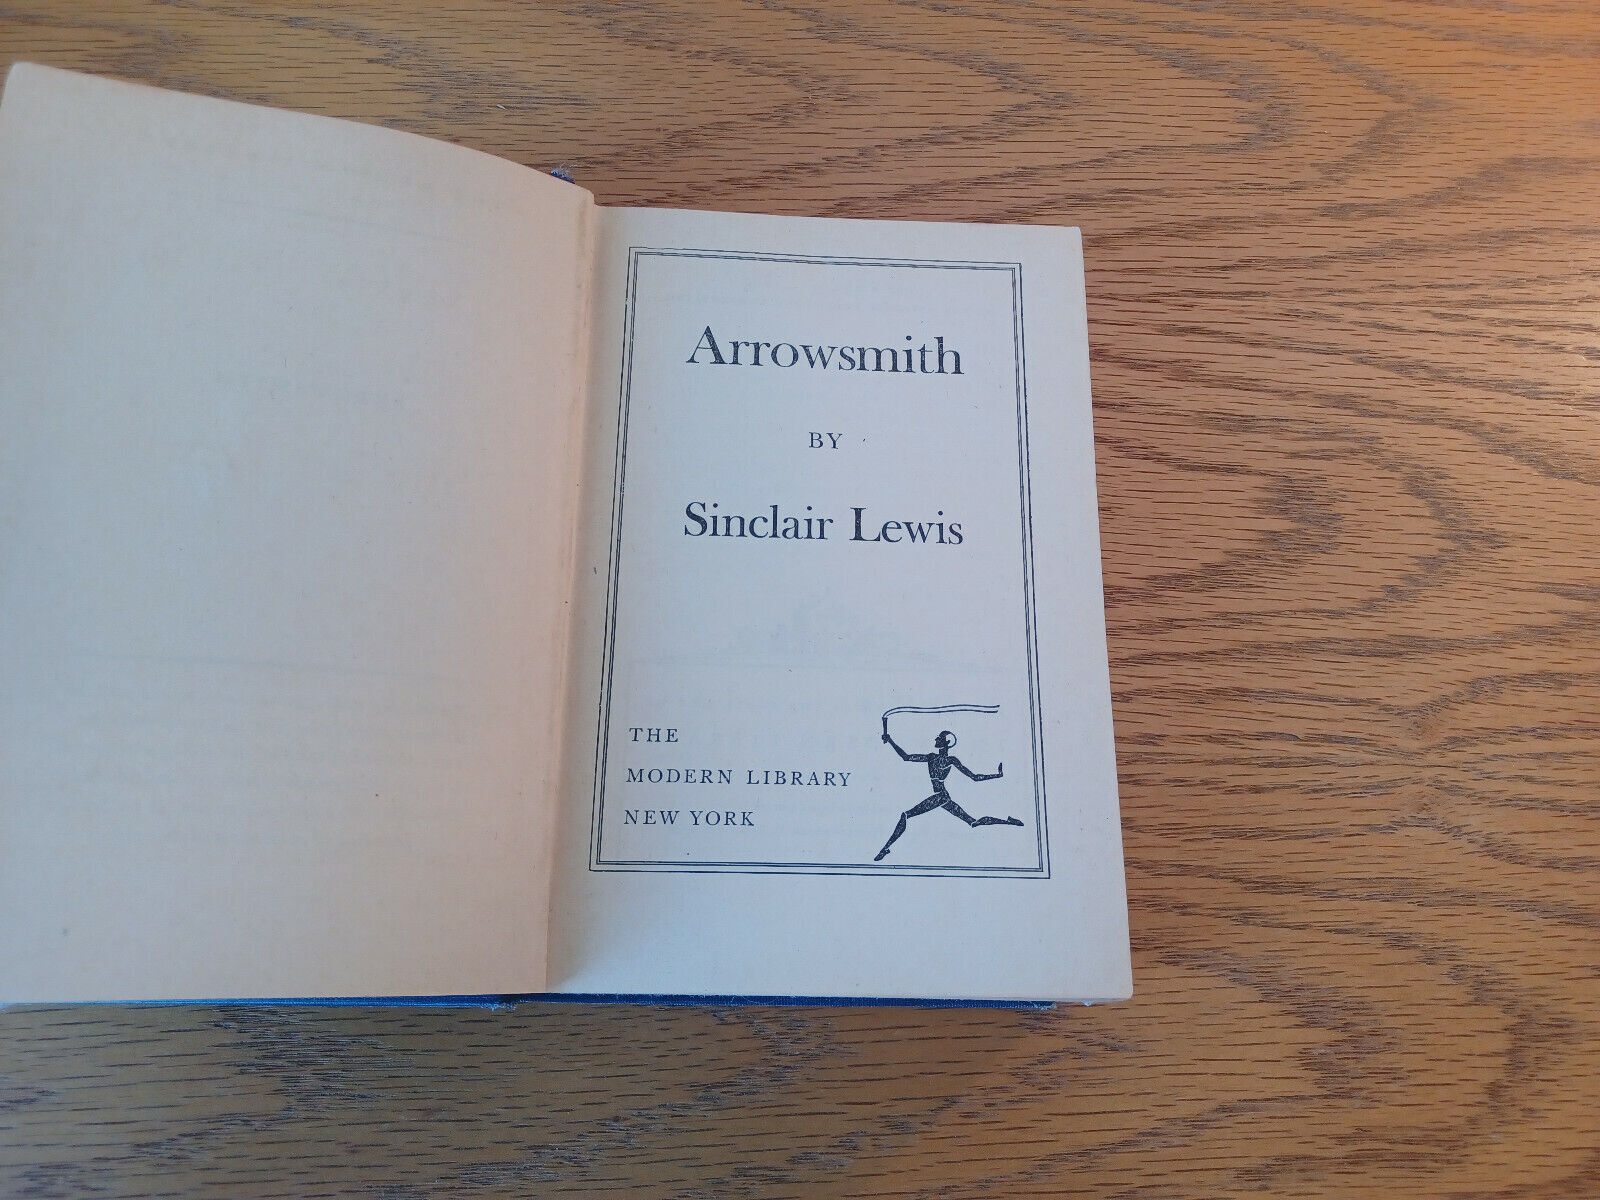 Arrowsmith
BY
Sinclair Lewis
THE
MODERN LIBRARY
NEW YORK